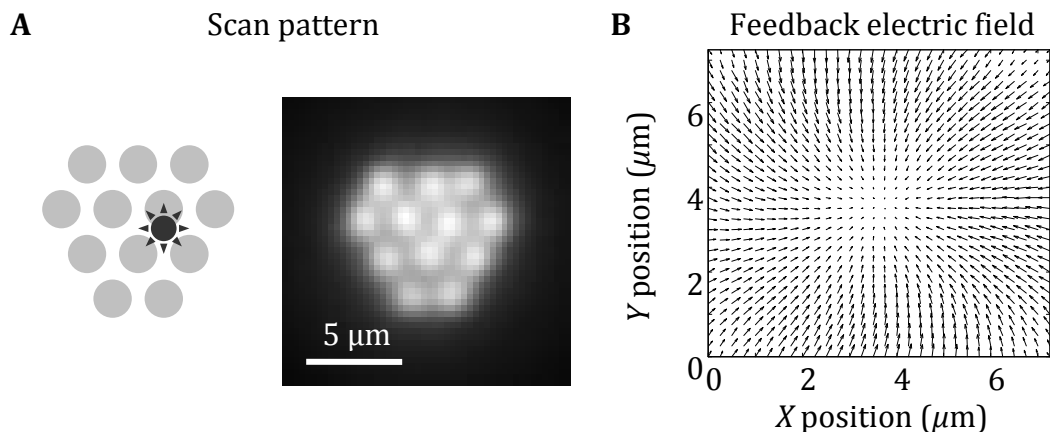 A Scan pattern
5 μm
B Feedback electric field
Y position (μm)
6
4
2
0
0 2 4 6
X position (μm)